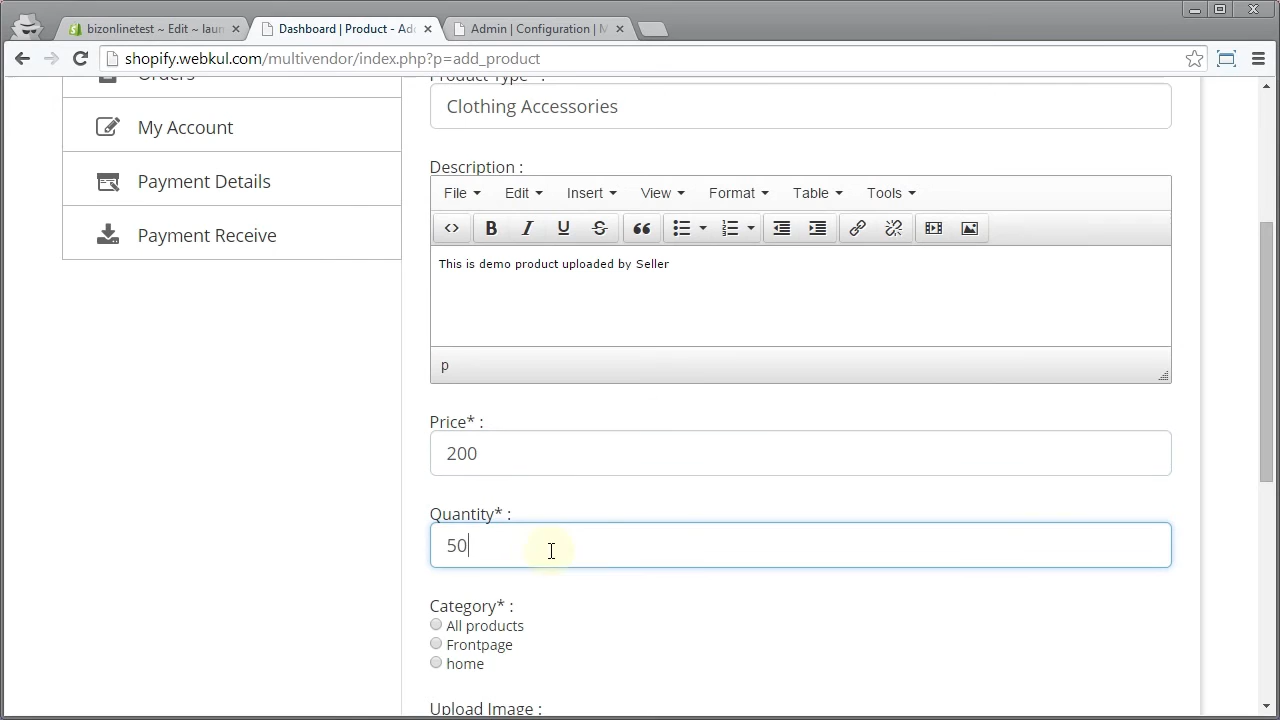 bizonlinetest ~ Edit ~ laun
Dashboard | Product - Ad
Admin | Configuration | M
shopify.webkul.com/multivendor/index.php?p=add_product
Orders
My Account
Payment Details
Payment Receive
Product Type* :
Clothing Accessories
Description :
File Edit Insert View Format Table Tools
This is demo product uploaded by Seller
p
Price* :
200
Quantity* :
50
Category* :
All products
Frontpage
home
Upload Image :